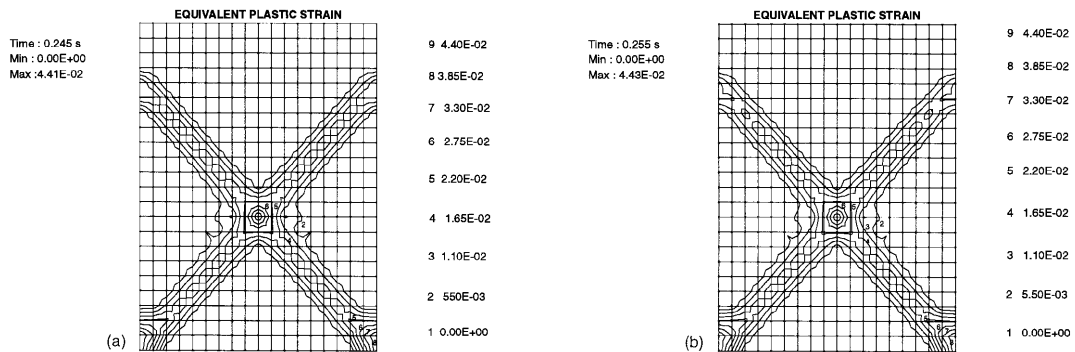 EQUIVALENT PLASTIC STRAIN
Time : 0.245 s
Min : 0.00E+00
Max :4.41E-02
9 4.40E-02
8 3.85E-02
7 3.30E-02
6 2.75E-02
5 2.20E-02
4 1.65E-02
3 1.10E-02
2 550E-03
1 0.00E+00
(a)
EQUIVALENT PLASTIC STRAIN
Time : 0.255 s
Min : 0.00E+00
Max : 4.43E-02
9 4.40E-02
8 3.85E-02
7 3.30E-02
6 2.75E-02
5 2.20E-02
4 1.65E-02
3 1.10E-02
2 5.50E-03
1 0.00E+00
(b)